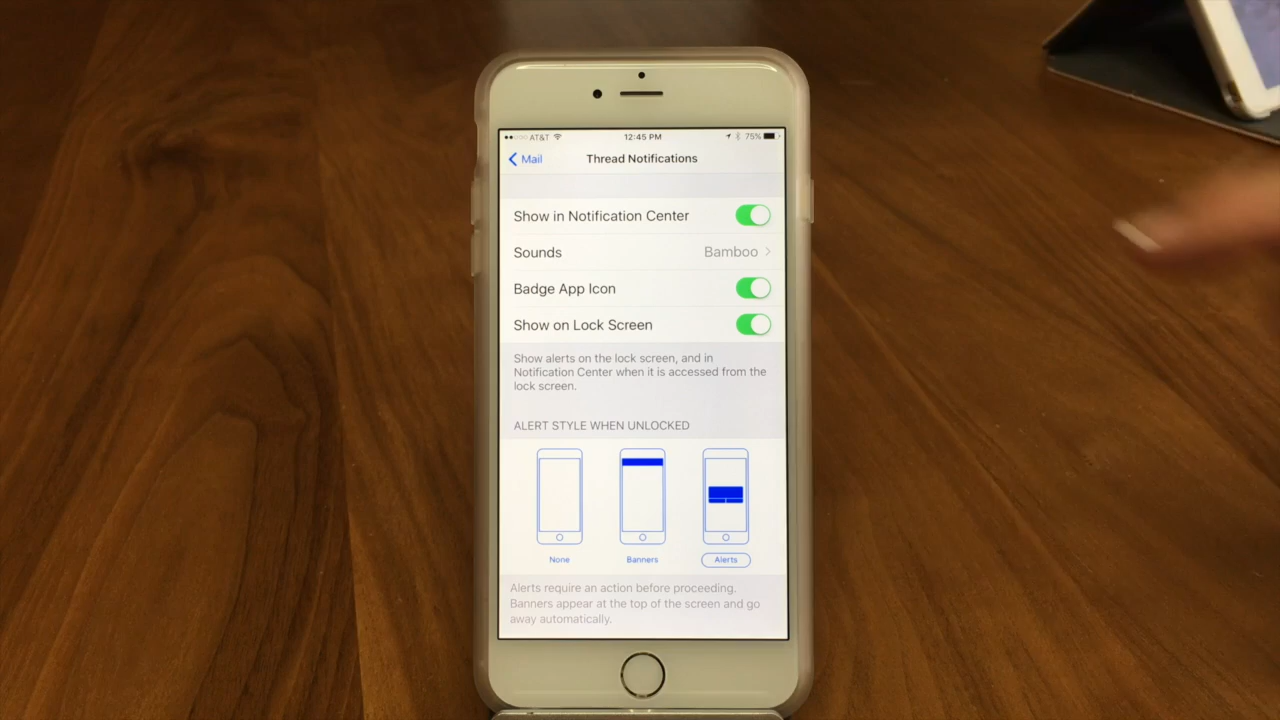 AT&T 12:45 PM 75%
Mail Thread Notifications
Show in Notification Center
Sounds Bamboo
Badge App Icon
Show on Lock Screen
Show alerts on the lock screen, and in
Notification Center when it is accessed from the
lock screen.
ALERT STYLE WHEN UNLOCKED
None Banners Alerts
Alerts require an action before proceeding.
Banners appear at the top of the screen and go
away automatically.